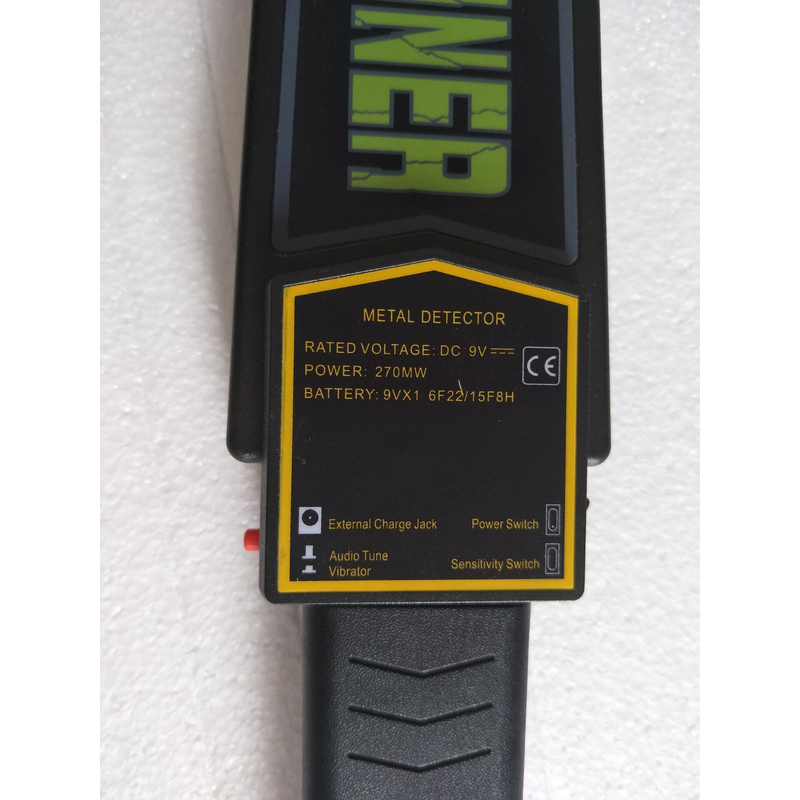 NNER
METAL DETECTOR
RATED VOLTAGE: DC 9V
POWER: 270MW
BATTERY: 9VX1 6F22/15F8H
CE
External Charge Jack
Power Switch
Audio Tune
Vibrator
Sensitivity Switch